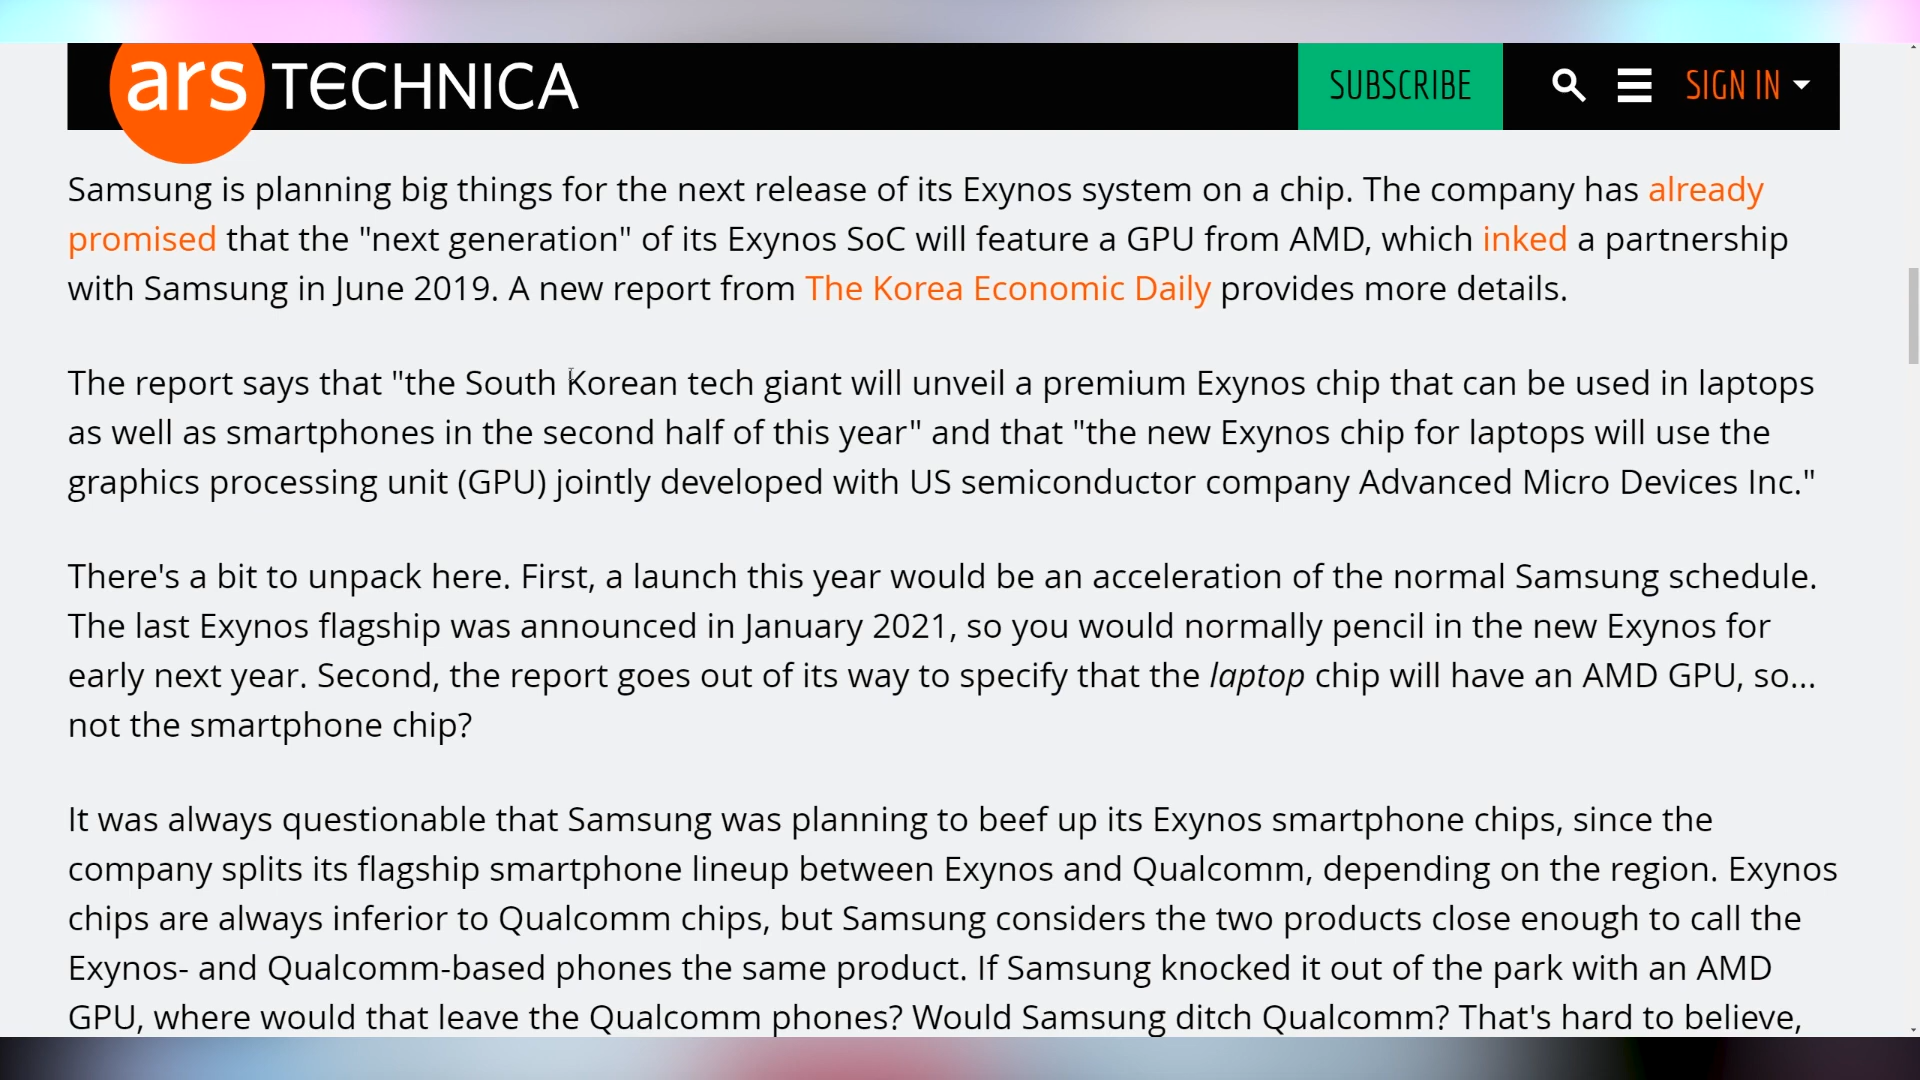 ars TECHNICA
SUBSCRIBE
SIGN IN
Samsung is planning big things for the next release of its Exynos system on a chip. The company has already
promised that the "next generation" of its Exynos SoC will feature a GPU from AMD, which inked a partnership
with Samsung in June 2019. A new report from The Korea Economic Daily provides more details.
The report says that "the South Korean tech giant will unveil a premium Exynos chip that can be used in laptops
as well as smartphones in the second half of this year" and that "the new Exynos chip for laptops will use the
graphics processing unit (GPU) jointly developed with US semiconductor company Advanced Micro Devices Inc."
There's a bit to unpack here. First, a launch this year would be an acceleration of the normal Samsung schedule.
The last Exynos flagship was announced in January 2021, so you would normally pencil in the new Exynos for
early next year. Second, the report goes out of its way to specify that the laptop chip will have an AMD GPU, so...
not the smartphone chip?
It was always questionable that Samsung was planning to beef up its Exynos smartphone chips, since the
company splits its flagship smartphone lineup between Exynos and Qualcomm, depending on the region. Exynos
chips are always inferior to Qualcomm chips, but Samsung considers the two products close enough to call the
Exynos- and Qualcomm-based phones the same product. If Samsung knocked it out of the park with an AMD
GPU, where would that leave the Qualcomm phones? Would Samsung ditch Qualcomm? That's hard to believe,